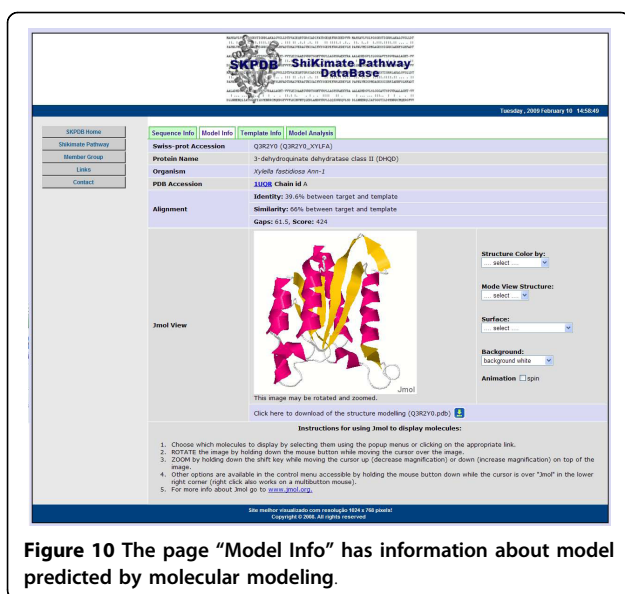 SKPDB
ShiKimate Pathway
DataBase
Tuesday , 2009 February 10 14:58:49
SKPDB Home
Shikimate Pathway
Member Group
Links
Contact
Sequence Info Model Info Template Info Model Analysis
Swiss-prot Accession Q3R2Y0 (Q3R2Y0_XYLFA)
Protein Name 3-dehydroquinate dehydratase class II (DHQD)
Organism Xylella fastidiosa Ann-1
PDB Accession 1UQR Chain id A
Alignment
Identity: 39.6% between target and template
Similarity: 66% between target and template
Gaps: 61.5, Score: 424
Jmol View
Jmol
This image may be rotated and zoomed.
Structure Color by:
.... select ....
Mode View Structure:
.... select ....
Surface:
.... select ....
Background:
background white
Animation spin
Click here to download of the structure modelling (Q3R2Y0.pdb)
Instructions for using Jmol to display molecules:
1. Choose which molecules to display by selecting them using the popup menus or clicking on the appropriate link.
2. ROTATE the image by holding down the mouse button while moving the cursor over the image.
3. ZOOM by holding down the shift key while moving the cursor up (decrease magnification) or down (increase magnification) on top of the
image.
4. Other options are available in the control menu accessible by holding the mouse button down while the cursor is over "Jmol" in the lower
right corner (right click also works on a multibutton mouse).
5. For more info about Jmol go to www.jmol.org.
Site melhor visualizado com resolução 1024 x 768 pixels!
Copyright © 2008. All rights reserved
Figure 10 The page "Model Info" has information about model
predicted by molecular modeling.